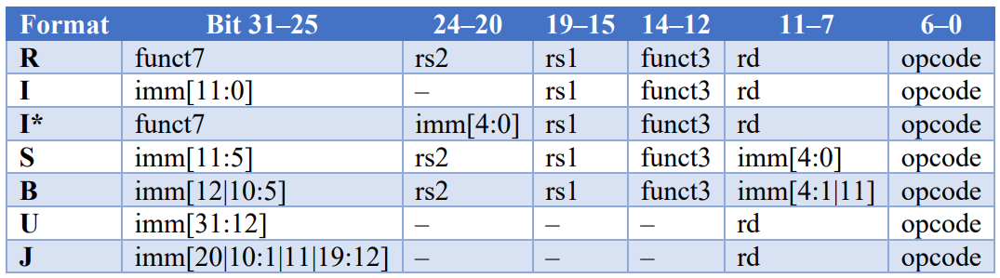 Format Bit 31–25 24–20 19–15 14–12 11–7 6–0
R funct7 rs2 rs1 funct3 rd opcode
I imm[11:0] – rs1 funct3 rd opcode
I* funct7 imm[4:0] rs1 funct3 rd opcode
S imm[11:5] rs2 rs1 funct3 imm[4:0] opcode
B imm[12|10:5] rs2 rs1 funct3 imm[4:1|11] opcode
U imm[31:12] – – – rd opcode
J imm[20|10:1|11|19:12] – – – rd opcode